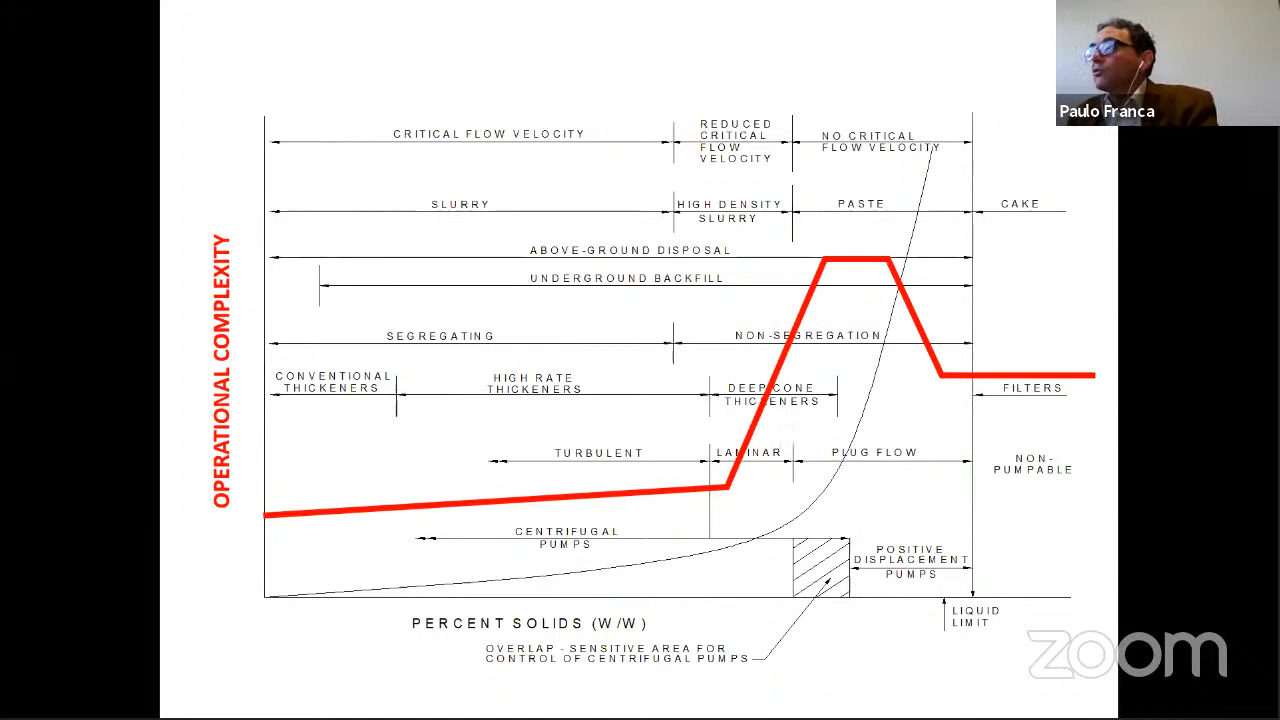 Paulo Franca
CRITICAL FLOW VELOCITY
REDUCED
CRITICAL
FLOW
VELOCITY
NO CRITICAL
FLOW VELOCITY
SLURRY
HIGH DENSITY
SLURRY
PASTE
CAKE
ABOVE-GROUND DISPOSAL
UNDERGROUND BACKFILL
OPERATIONAL COMPLEXITY
SEGREGATING
NON-SEGREGATION
CONVENTIONAL
THICKENERS
HIGH RATE
THICKENERS
DEEP CONE
THICKENERS
FILTERS
TURBULENT
LAMINAR
PLUG FLOW
NON-
PUMPABLE
CENTRIFUGAL
PUMPS
POSITIVE
DISPLACEMENT
PUMPS
LIQUID
LIMIT
PERCENT SOLIDS (W/W)
OVERLAP - SENSITIVE AREA FOR
CONTROL OF CENTRIFUGAL PUMPS
zoom